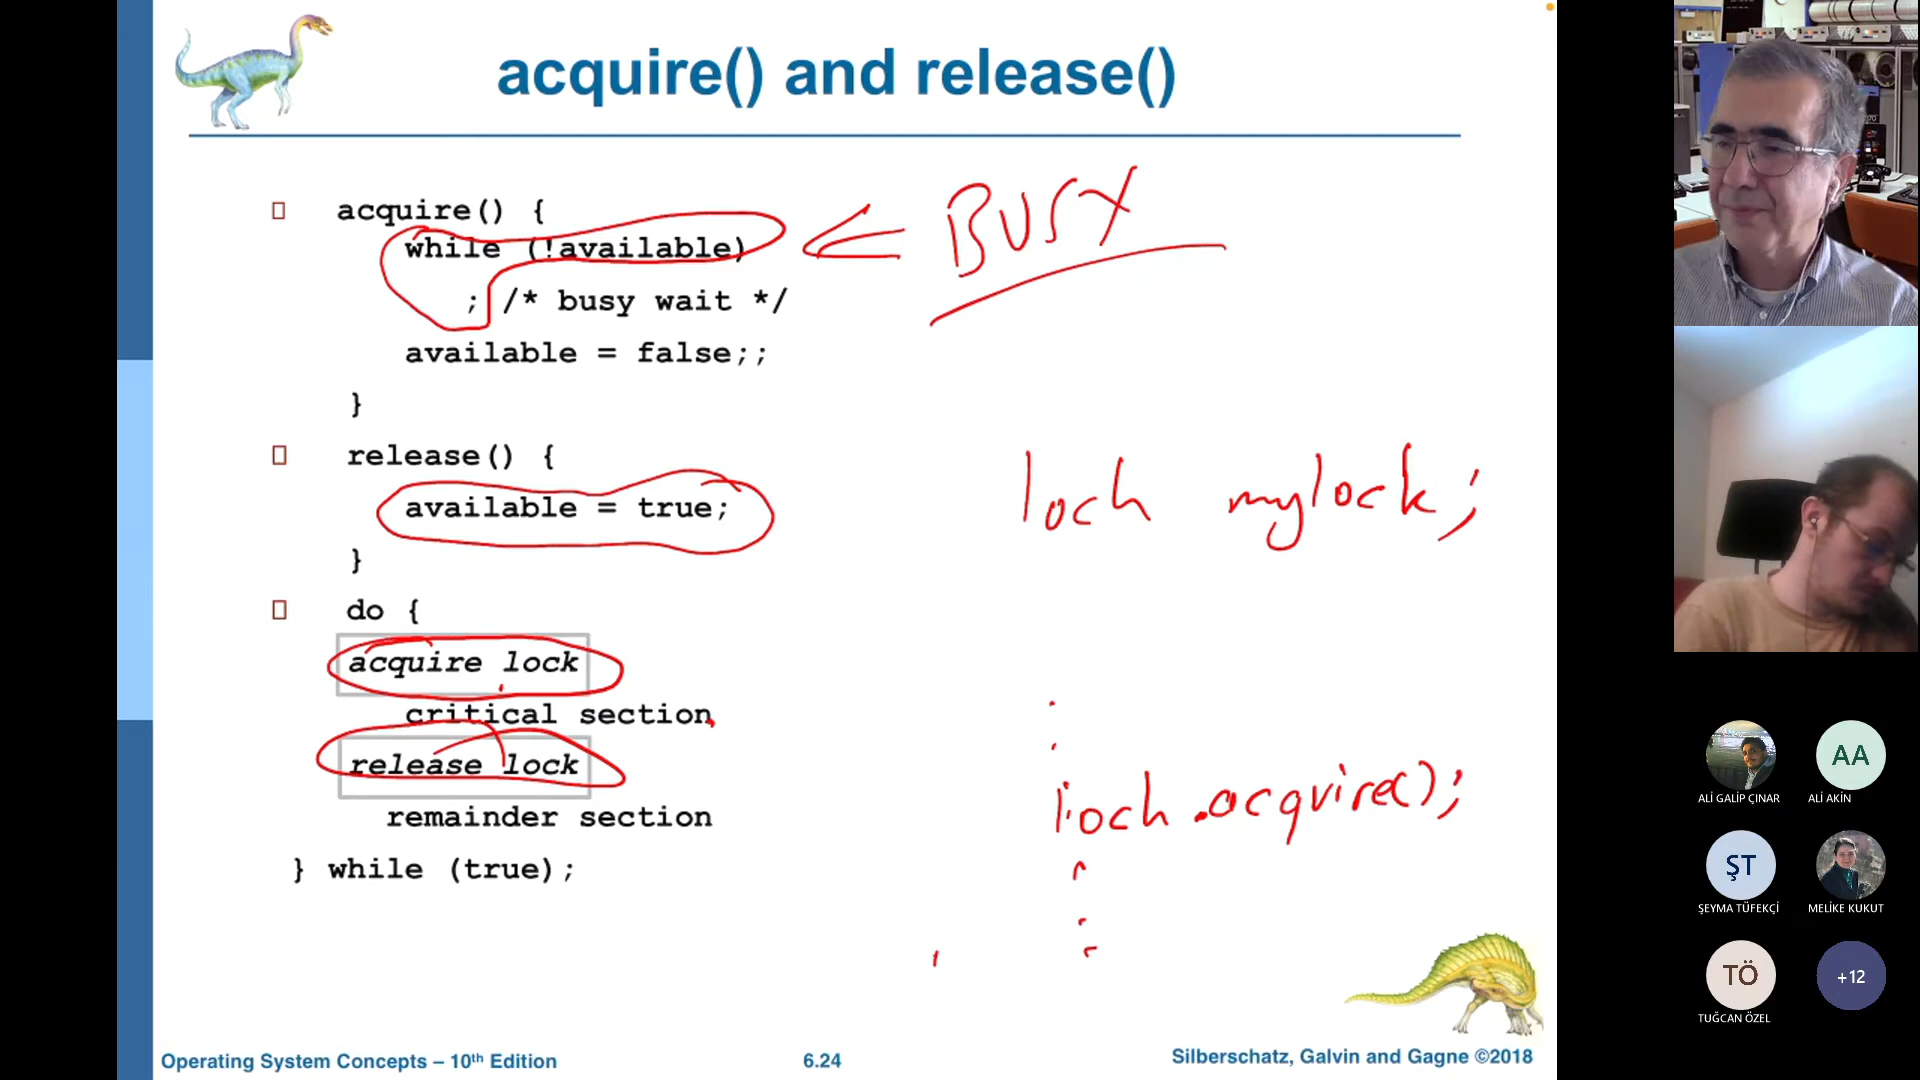 acquire() and release()
acquire() {
while (!available)
; /* busy wait */
available = false;;
}
BUSY
release() {
available = true;
}
lock mylock;
do {
acquire lock
critical section
release lock
remainder section
} while (true);
lock.acquire();
Operating System Concepts – 10th Edition
6.24
Silberschatz, Galvin and Gagne ©2018
ALİ GALİP ÇINAR
AA
ALİ AKİN
ŞT
ŞEYMA TÜFEKÇİ
MELİKE KUKUT
TÖ
TUĞCAN ÖZEL
+12